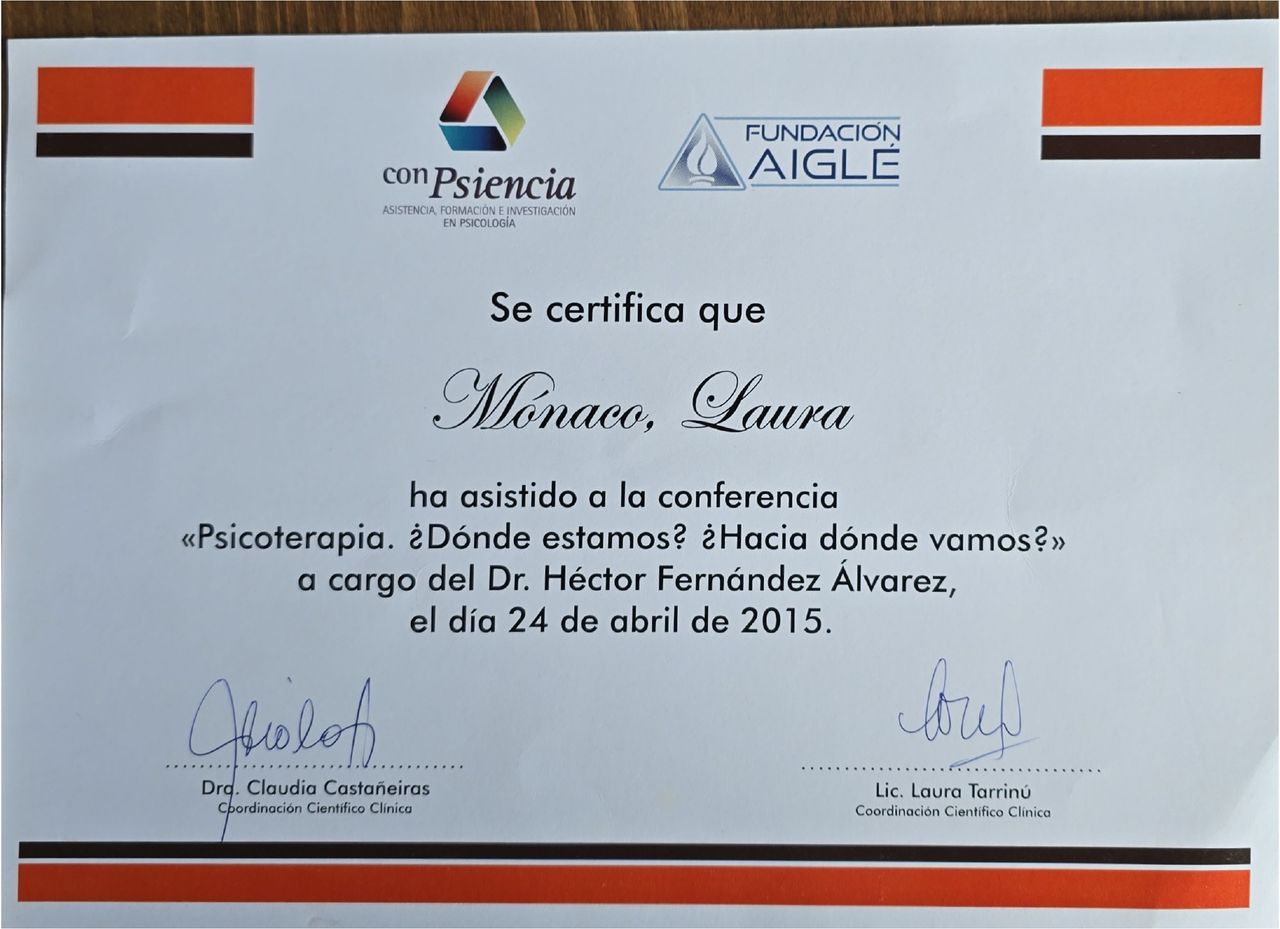 con Psiencia
ASISTENCIA, FORMACIÓN E INVESTIGACIÓN
EN PSICOLOGÍA
FUNDACIÓN
AIGLÉ
Se certifica que
Mónaco, Laura
ha asistido a la conferencia
«Psicoterapia. ¿Dónde estamos? ¿Hacia dónde vamos?»
a cargo del Dr. Héctor Fernández Álvarez,
el día 24 de abril de 2015.
Dra. Claudia Castañeiras
Coordinación Científico Clínica
Lic. Laura Tarrinú
Coordinación Científico Clínica